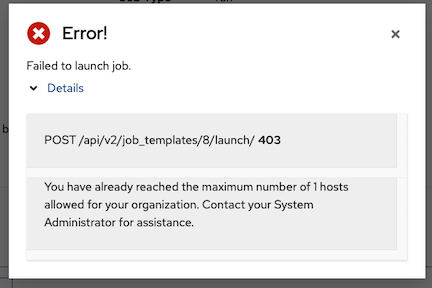 Error!
Failed to launch job.
Details
POST /api/v2/job_templates/8/launch/ 403
You have already reached the maximum number of 1 hosts
allowed for your organization. Contact your System
Administrator for assistance.